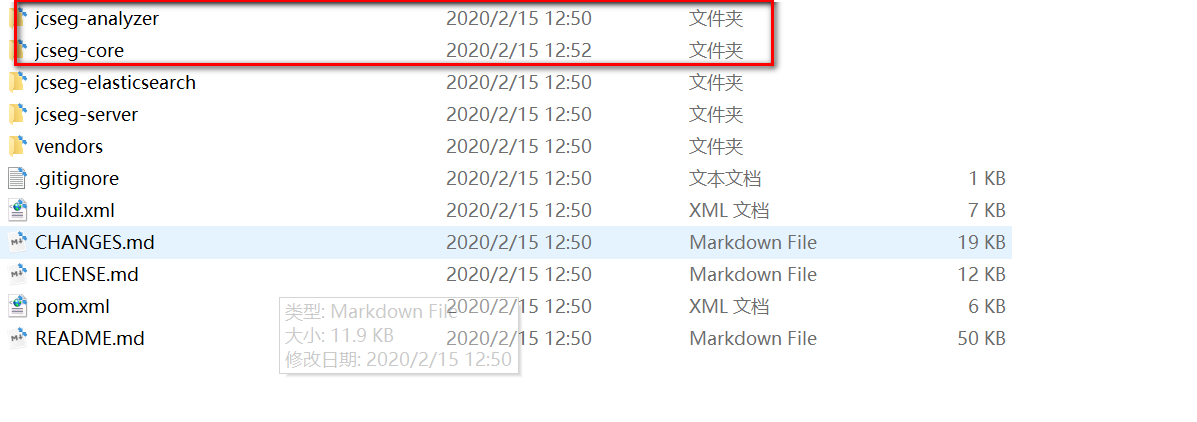 jcseg-analyzer 2020/2/15 12:50 文件夹
jcseg-core 2020/2/15 12:52 文件夹
jcseg-elasticsearch 2020/2/15 12:50 文件夹
jcseg-server 2020/2/15 12:50 文件夹
vendors 2020/2/15 12:50 文件夹
.gitignore 2020/2/15 12:50 文本文档 1 KB
build.xml 2020/2/15 12:50 XML 文档 7 KB
CHANGES.md 2020/2/15 12:50 Markdown File 19 KB
LICENSE.md 2020/2/15 12:50 Markdown File 12 KB
pom.xml 2020/2/15 12:50 XML 文档 6 KB
类型: Markdown File
大小: 11.9 KB
README.md 2020/2/15 12:50 Markdown File 50 KB
修改日期: 2020/2/15 12:50